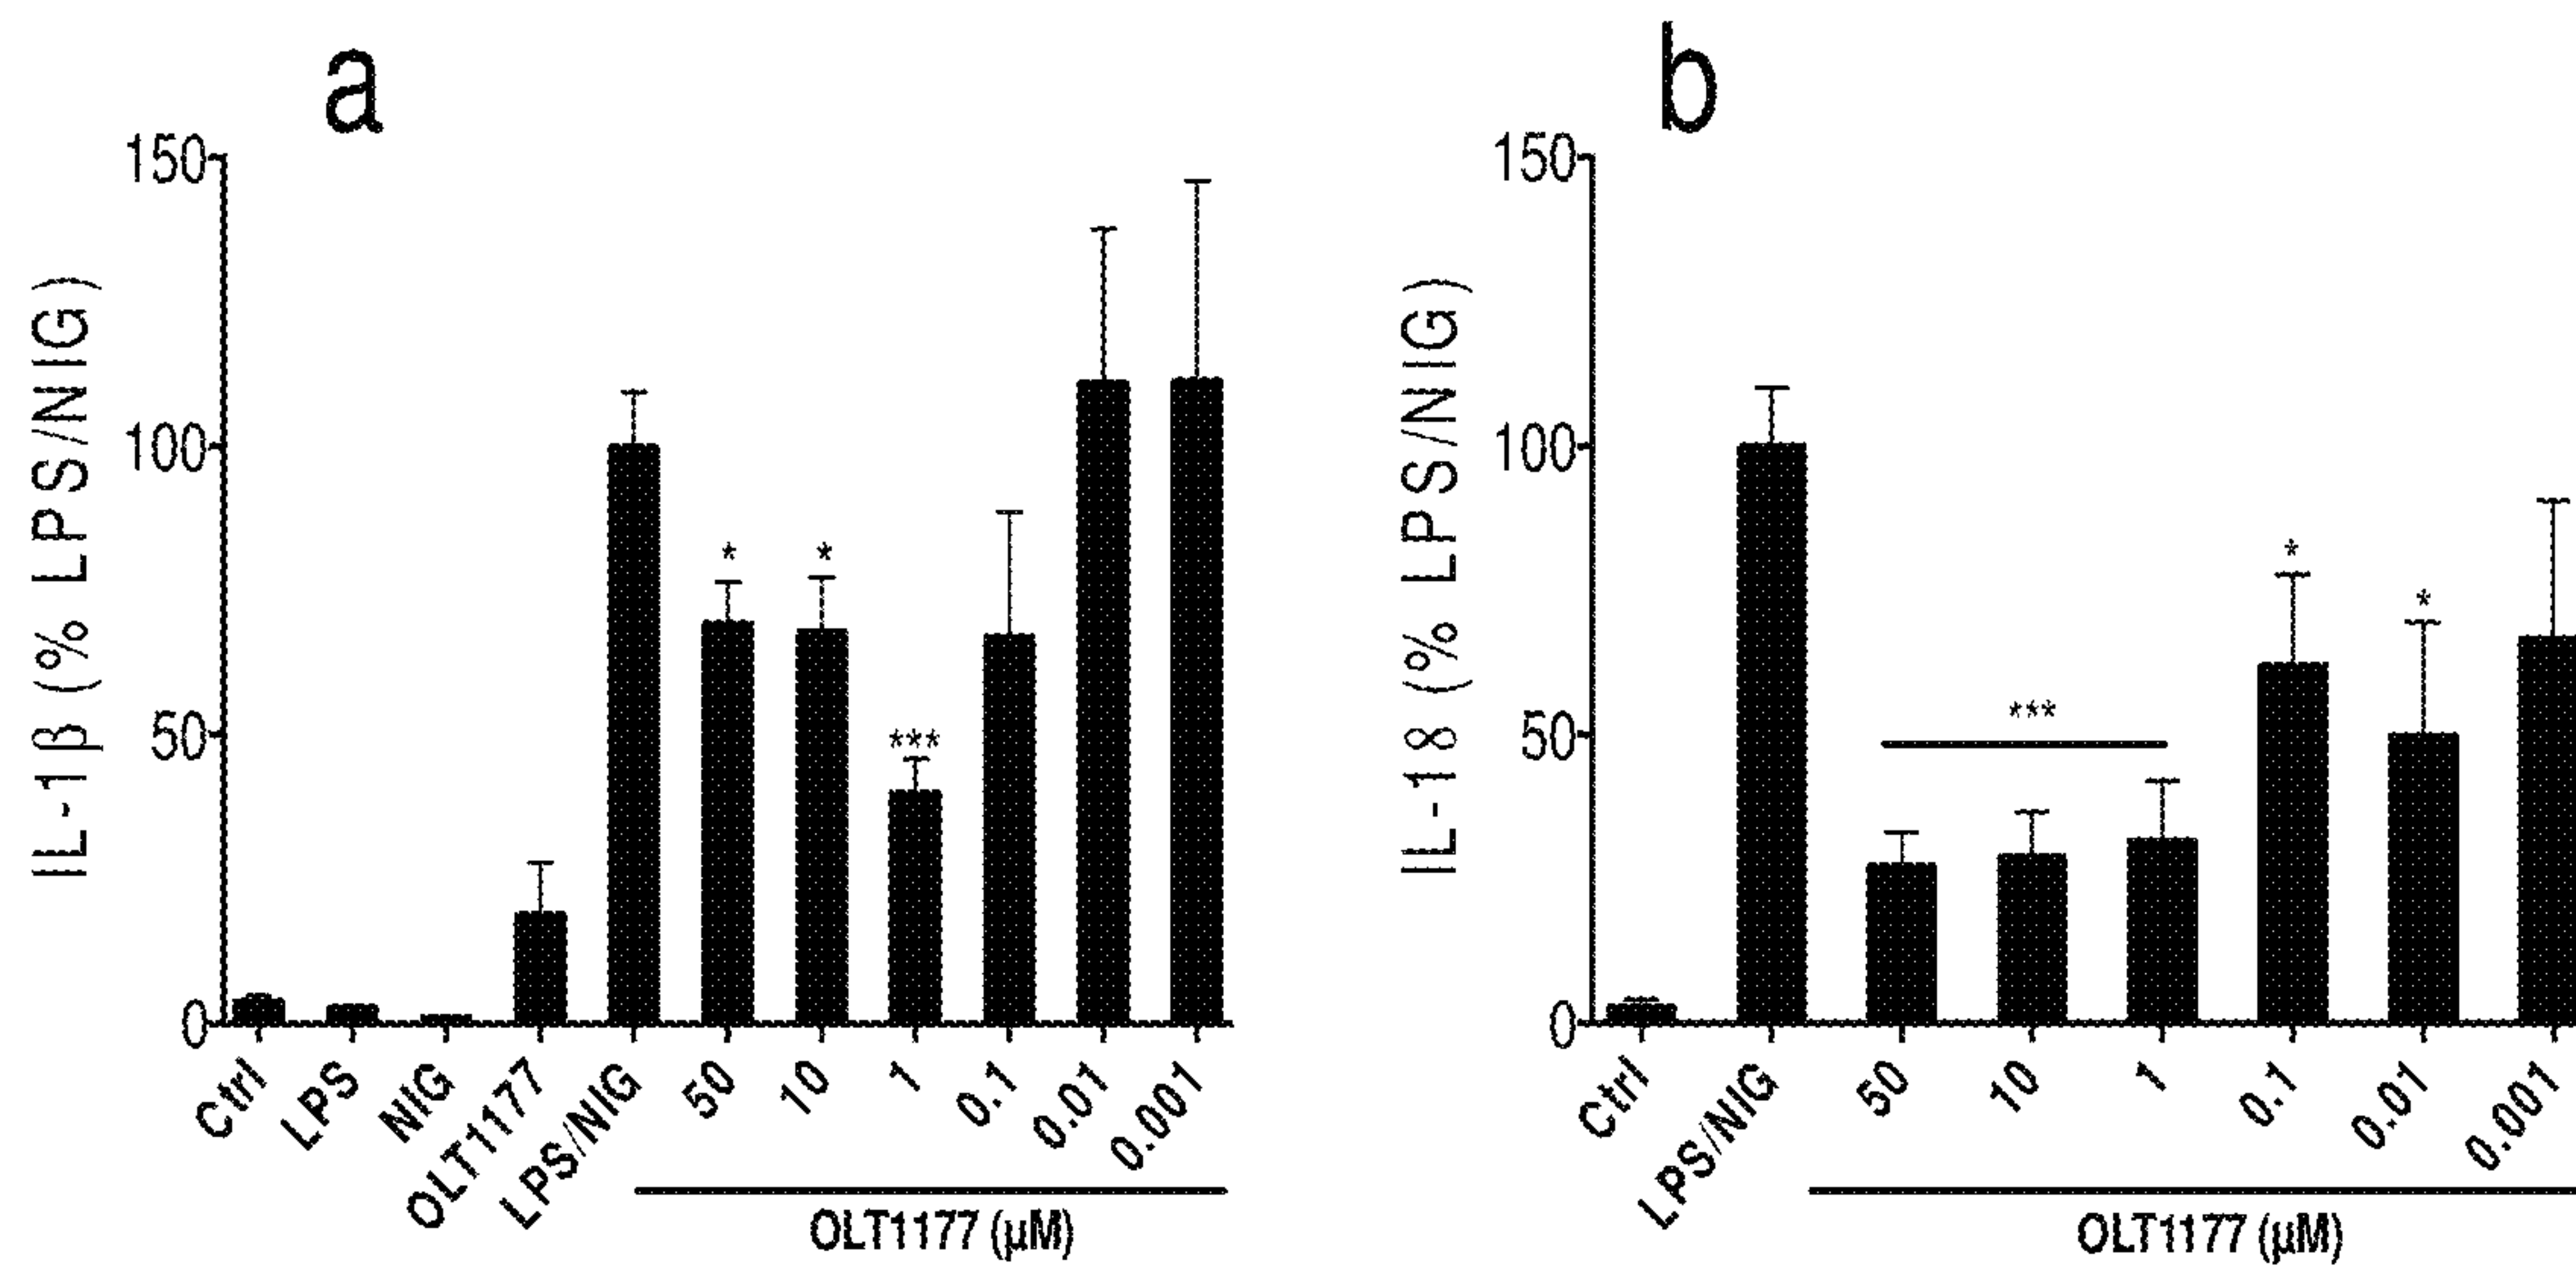 a
IL-1β (% LPS/NIG)
150
100
50
0
*
*
***
Ctrl
LPS
NIG
OLT1177
LPS/NIG
50
10
1
0.1
0.01
0.001
OLT1177 (µM)
b
IL-18 (% LPS/NIG)
150
100
50
0
***
*
*
Ctrl
LPS/NIG
50
10
1
0.1
0.01
0.001
OLT1177 (µM)